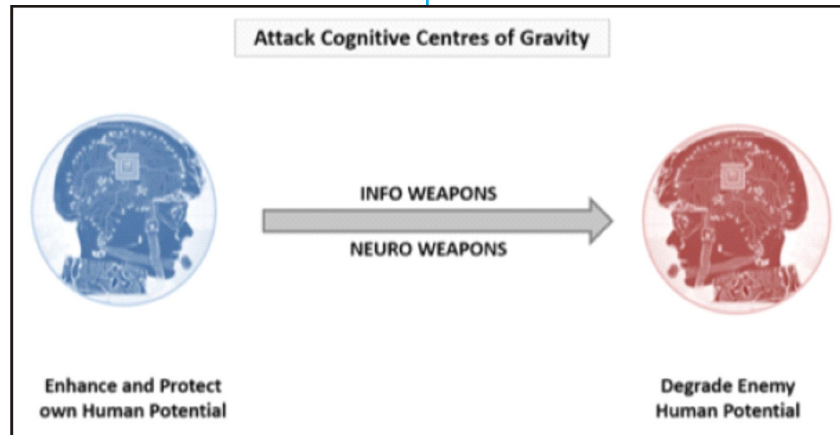 Attack Cognitive Centres of Gravity
INFO WEAPONS
NEURO WEAPONS
Enhance and Protect
own Human Potential
Degrade Enemy
Human Potential